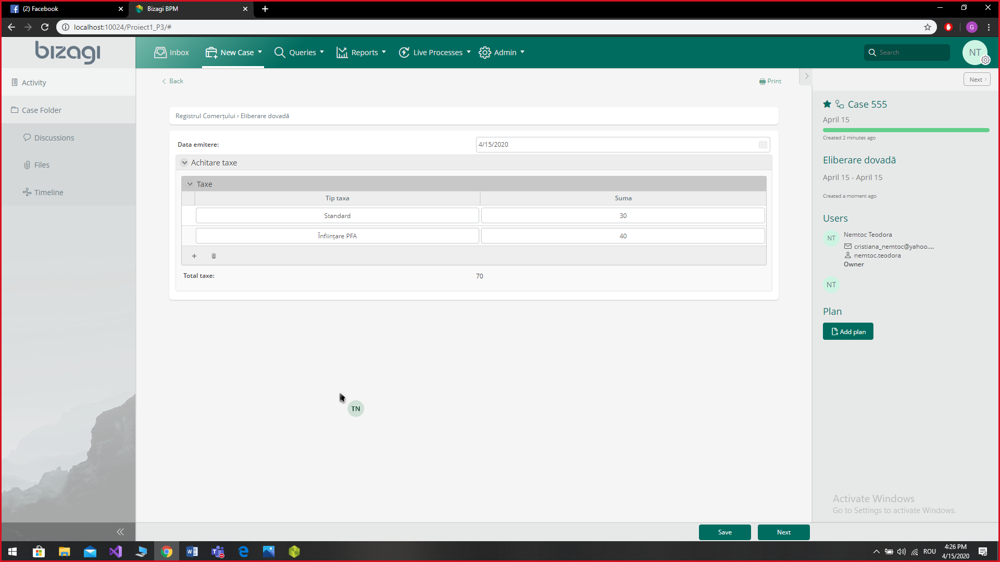 (2) Facebook
Bizagi BPM
localhost:10024/Proiect1_P3/#
G
bizagi
Inbox
New Case
Queries
Reports
Live Processes
Admin
Search
NT
Activity
Case Folder
Discussions
Files
Timeline
Back
Print
Next
Registrul Comerțului › Eliberare dovadă
Data emitere:
4/15/2020
Achitare taxe
Taxe
Tip taxa
Suma
Standard
30
Înființare PFA
40
Total taxe:
70
TN
Case 555
April 15
Created 2 minutes ago
Eliberare dovadă
April 15 - April 15
Created a moment ago
Users
NT
Nemtoc Teodora
cristiana_nemtoc@yahoo....
nemtoc.teodora
Owner
NT
Plan
Add plan
Activate Windows
Go to Settings to activate Windows.
Save
Next
ROU
4:26 PM
4/15/2020